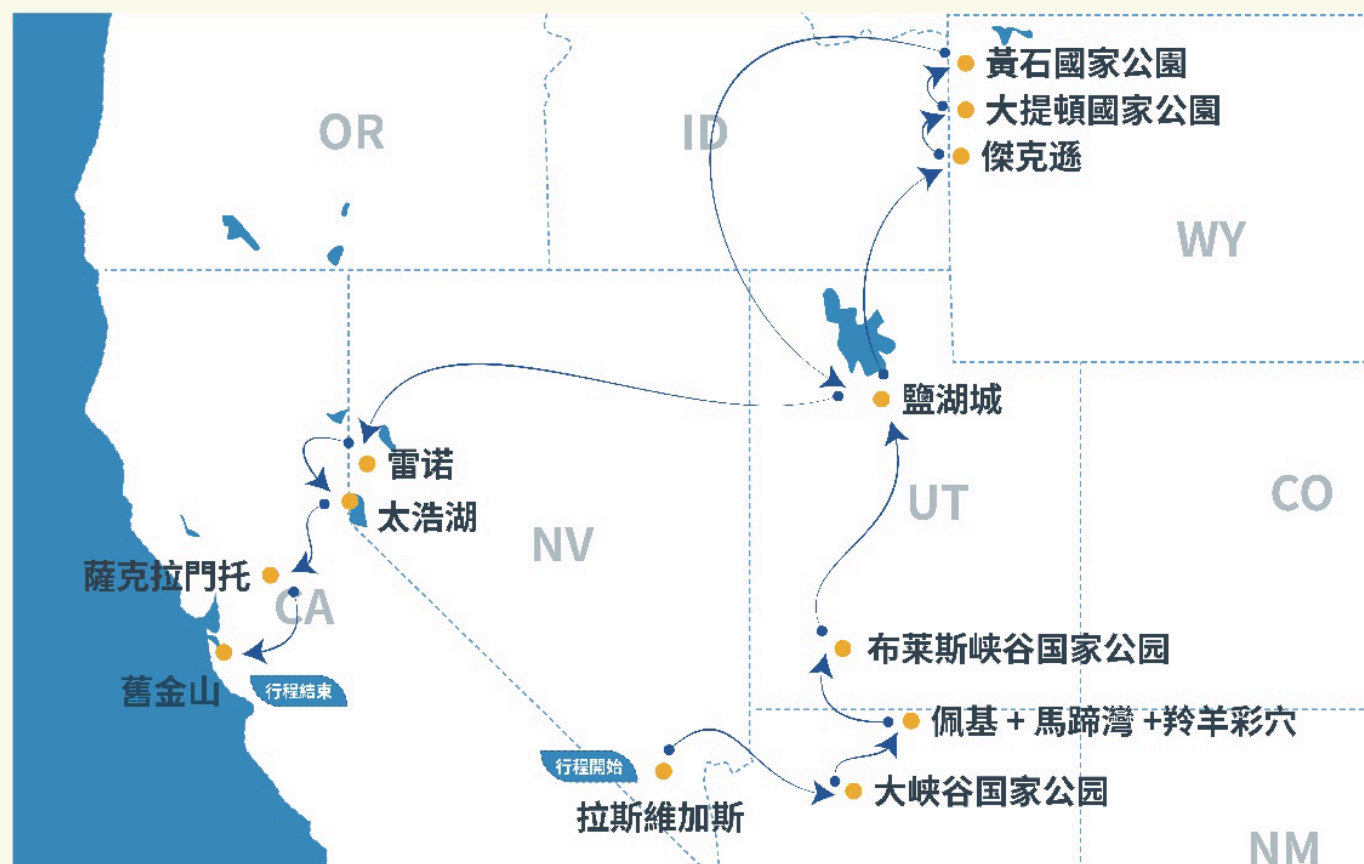 黃石國家公園
大提頓國家公園
傑克遜
OR
ID
WY
鹽湖城
雷诺
太浩湖
NV
UT
CO
薩克拉門托
CA
布莱斯峡谷国家公园
舊金山
行程結束
佩基 + 馬蹄灣 +羚羊彩穴
行程開始
拉斯維加斯
大峡谷国家公园
NM